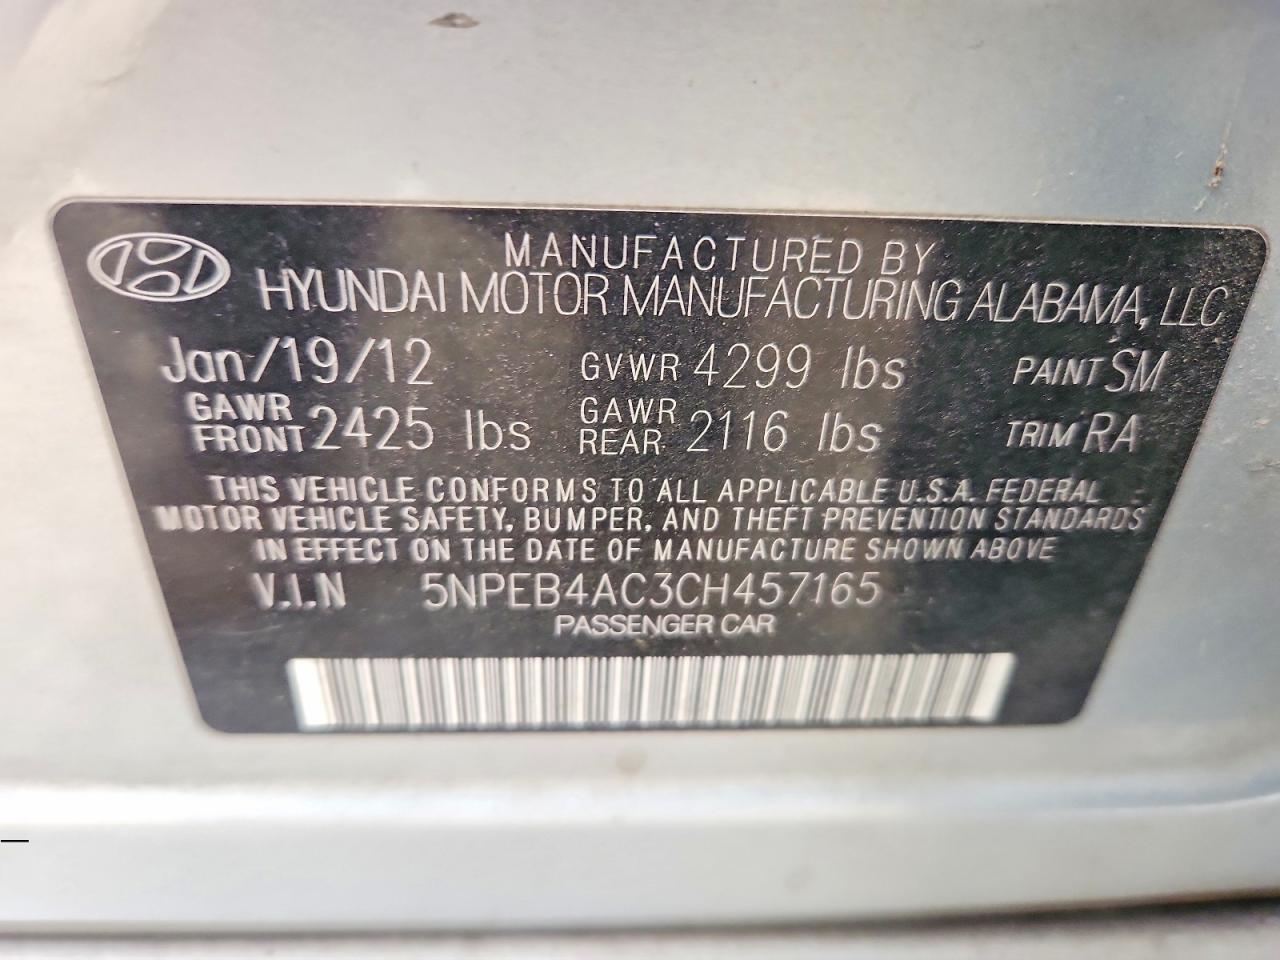 MANUFACTURED BY
HYUNDAI MOTOR MANUFACTURING ALABAMA, LLC
Jan/19/12 GVWR 4299 lbs PAINT SM
GAWR FRONT 2425 lbs GAWR REAR 2116 lbs TRIM RA
THIS VEHICLE CONFORMS TO ALL APPLICABLE U.S.A. FEDERAL
MOTOR VEHICLE SAFETY, BUMPER, AND THEFT PREVENTION STANDARDS
IN EFFECT ON THE DATE OF MANUFACTURE SHOWN ABOVE
V.I.N 5NPEB4AC3CH457165
PASSENGER CAR